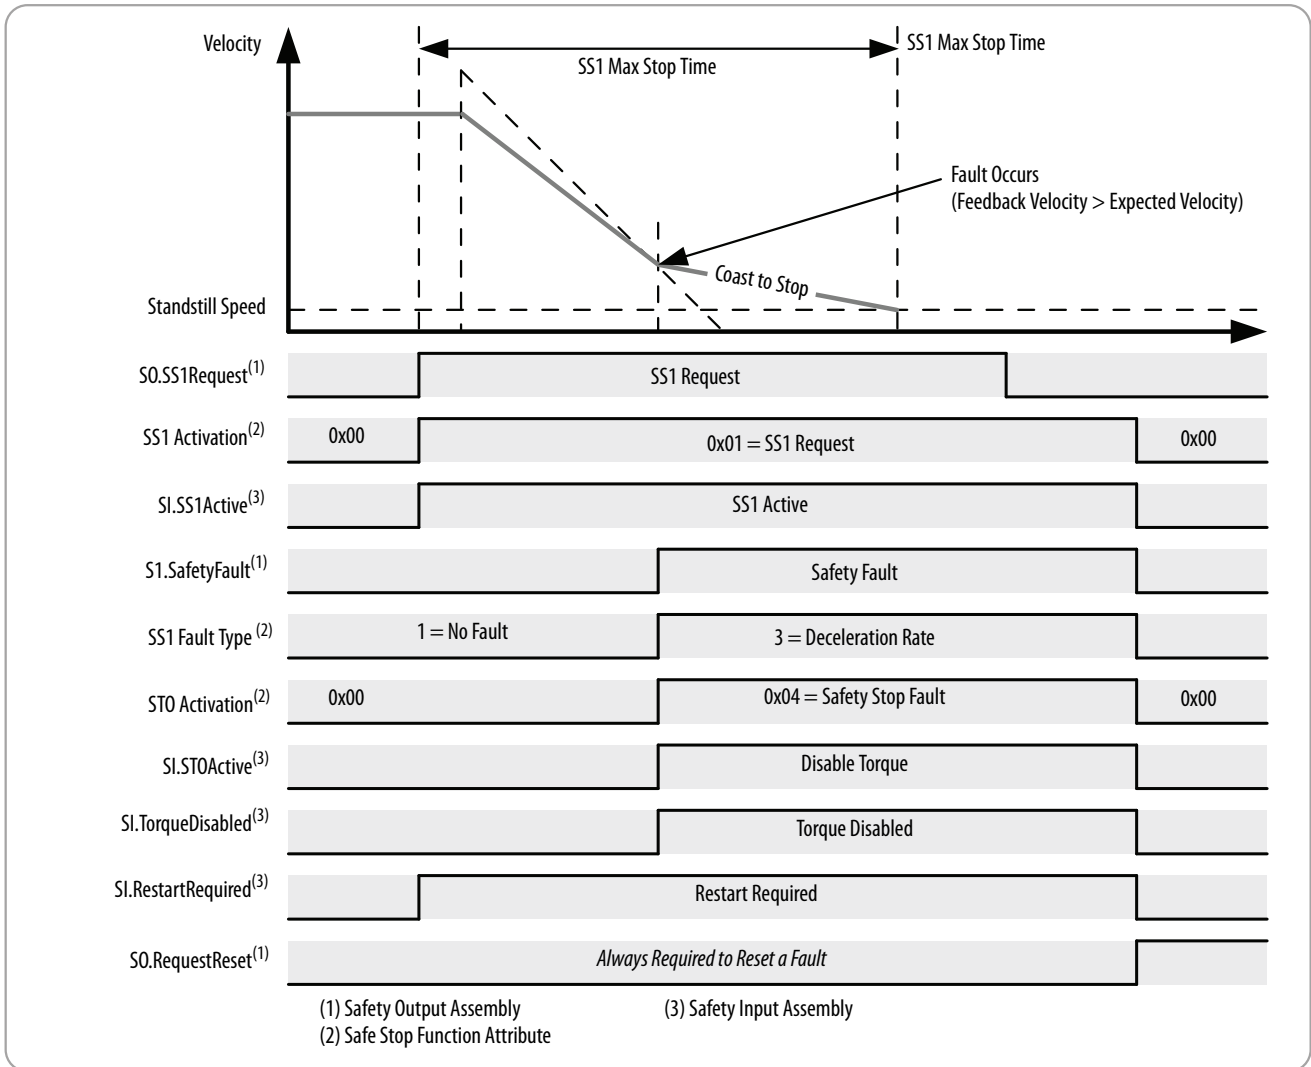 Velocity
SS1 Max Stop Time
SS1 Max Stop Time
Fault Occurs
(Feedback Velocity > Expected Velocity)
Coast to Stop
Standstill Speed
SO.SS1Request(1)
SS1 Request
SS1 Activation(2)
0x00
0x01 = SS1 Request
0x00
SI.SS1Active(3)
SS1 Active
S1.SafetyFault(1)
Safety Fault
SS1 Fault Type (2)
1 = No Fault
3 = Deceleration Rate
STO Activation(2)
0x00
0x04 = Safety Stop Fault
0x00
SI.STOActive(3)
Disable Torque
SI.TorqueDisabled(3)
Torque Disabled
SI.RestartRequired(3)
Restart Required
SO.RequestReset(1)
Always Required to Reset a Fault
(1) Safety Output Assembly
(3) Safety Input Assembly
(2) Safe Stop Function Attribute